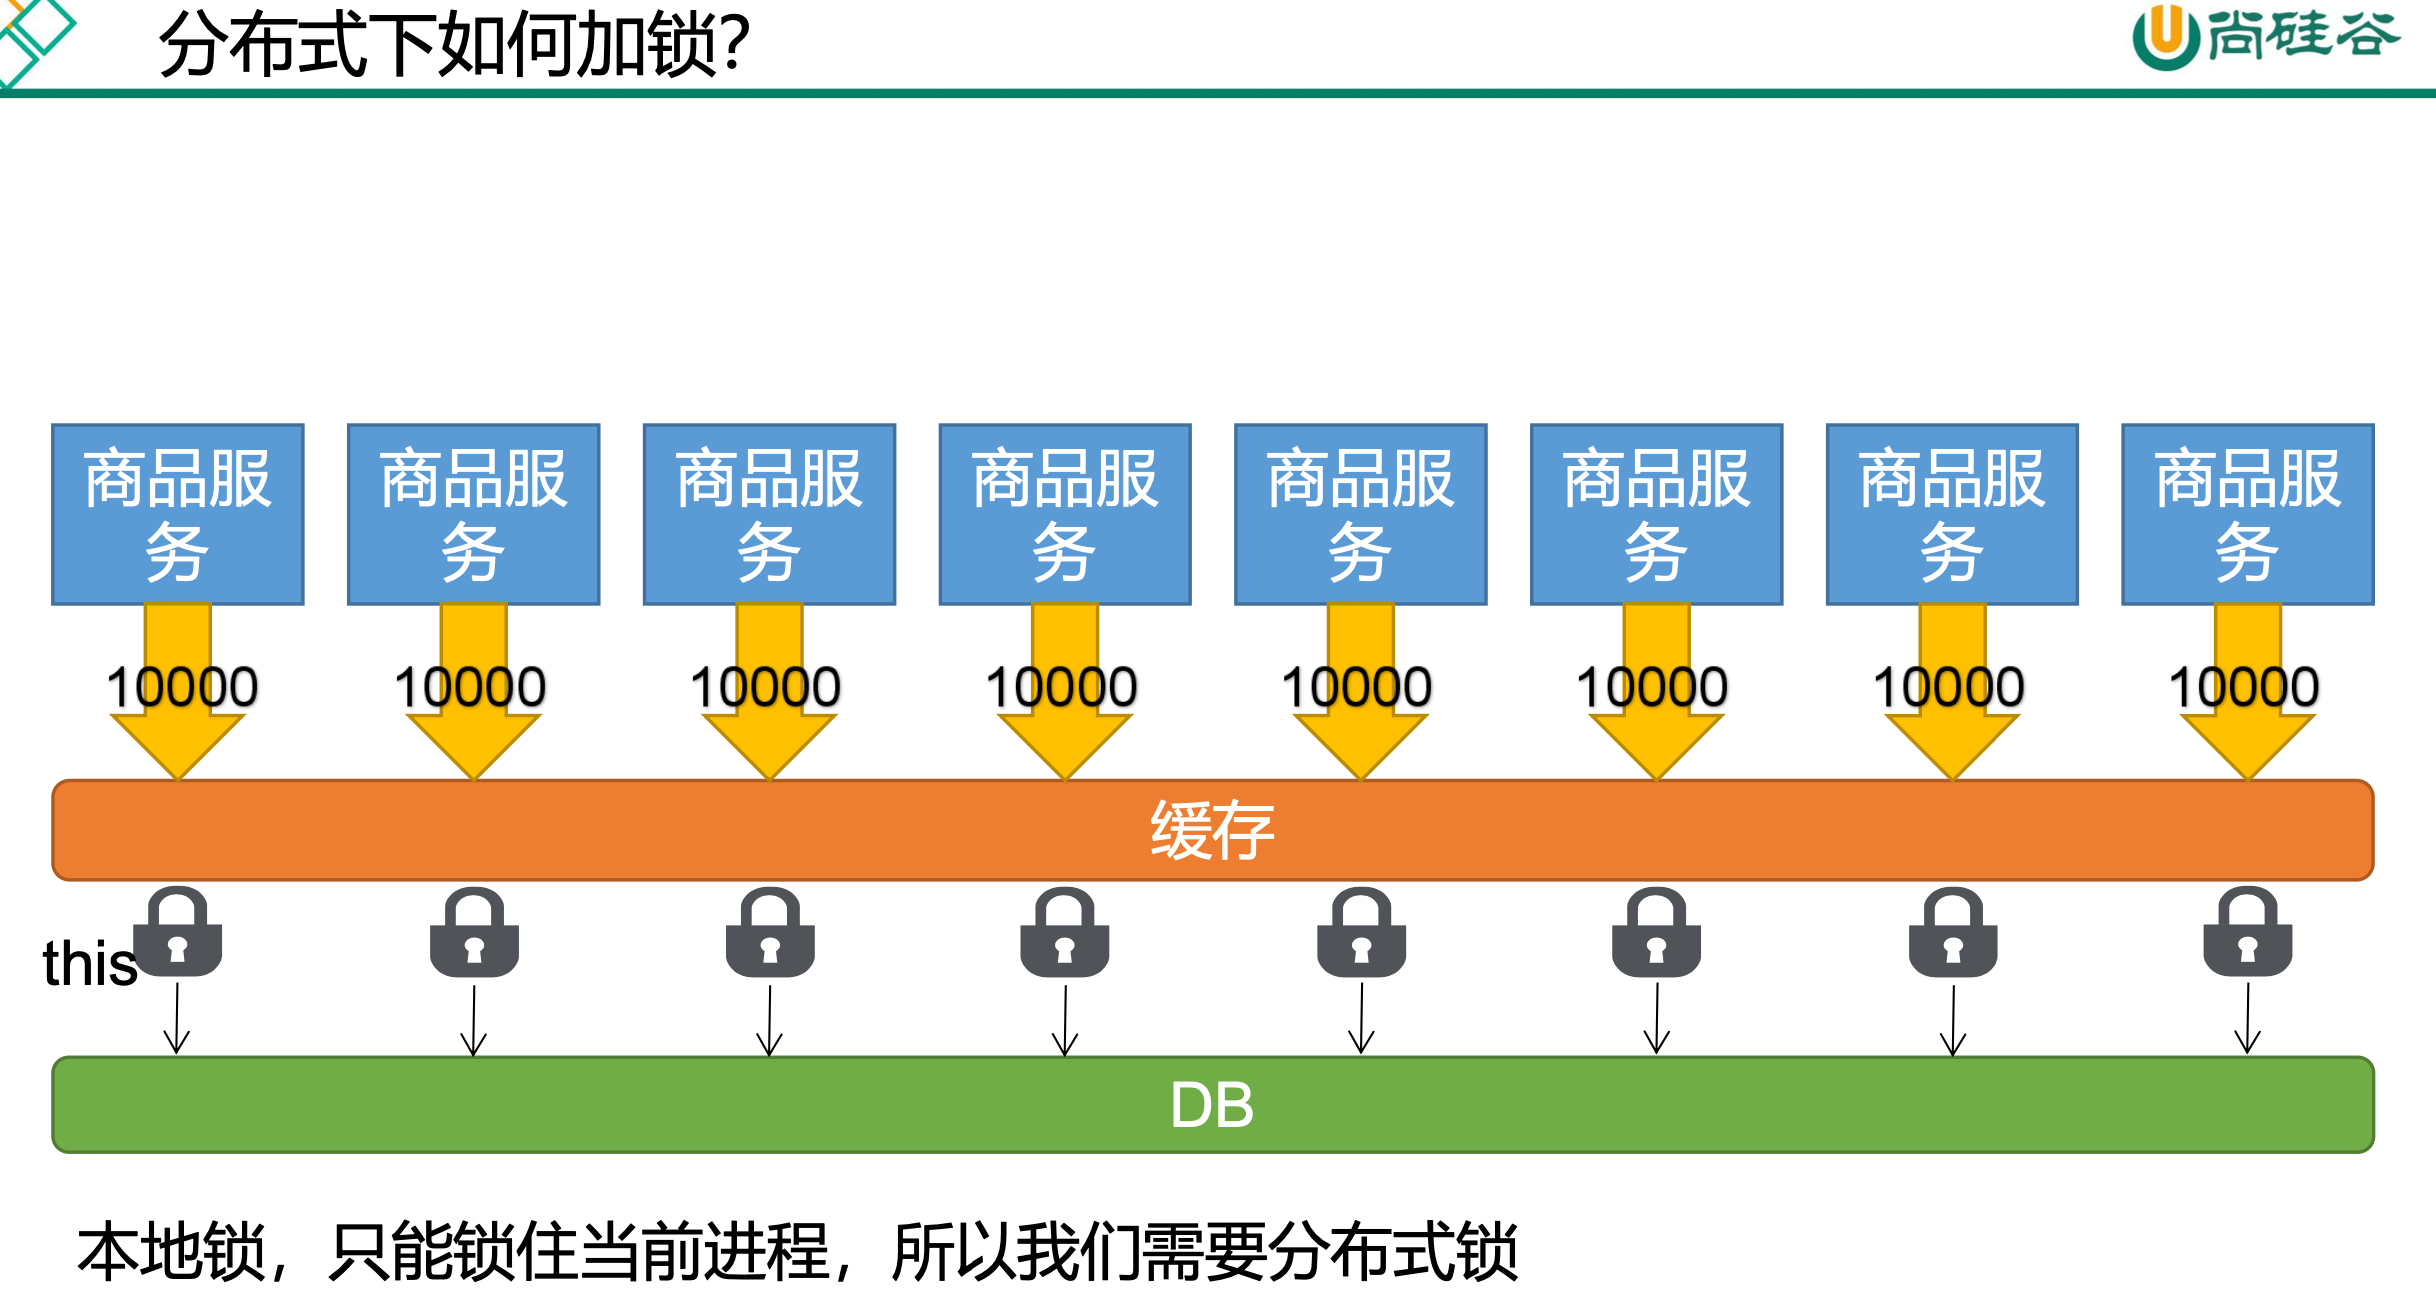 分布式下如何加锁?
尚硅谷
商品服
务
商品服
务
商品服
务
商品服
务
商品服
务
商品服
务
商品服
务
商品服
务
10000 10000 10000 10000 10000 10000 10000 10000
缓存
this
DB
本地锁，只能锁住当前进程，所以我们需要分布式锁